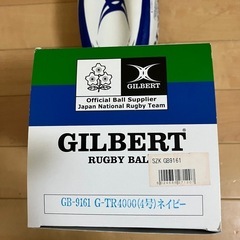 GILBERT
Official Ball Supplier
Japan National Rugby Team
GILBERT
RUGBY BAL
SZK GB9161
GB-9161 G-TR4000(4号)ネイビー